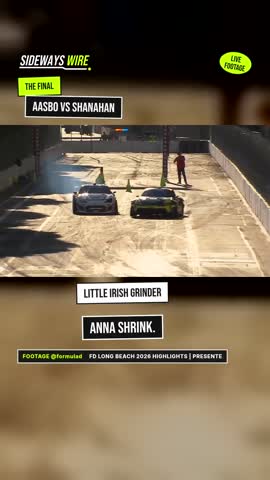 SIDEWAYS WIRE.
LIVE
FOOTAGE
THE FINAL
AASBO VS SHANAHAN
LITTLE IRISH GRINDER
ANNA SHRINK.
FOOTAGE @formulad FD LONG BEACH 2026 HIGHLIGHTS | PRESENTE